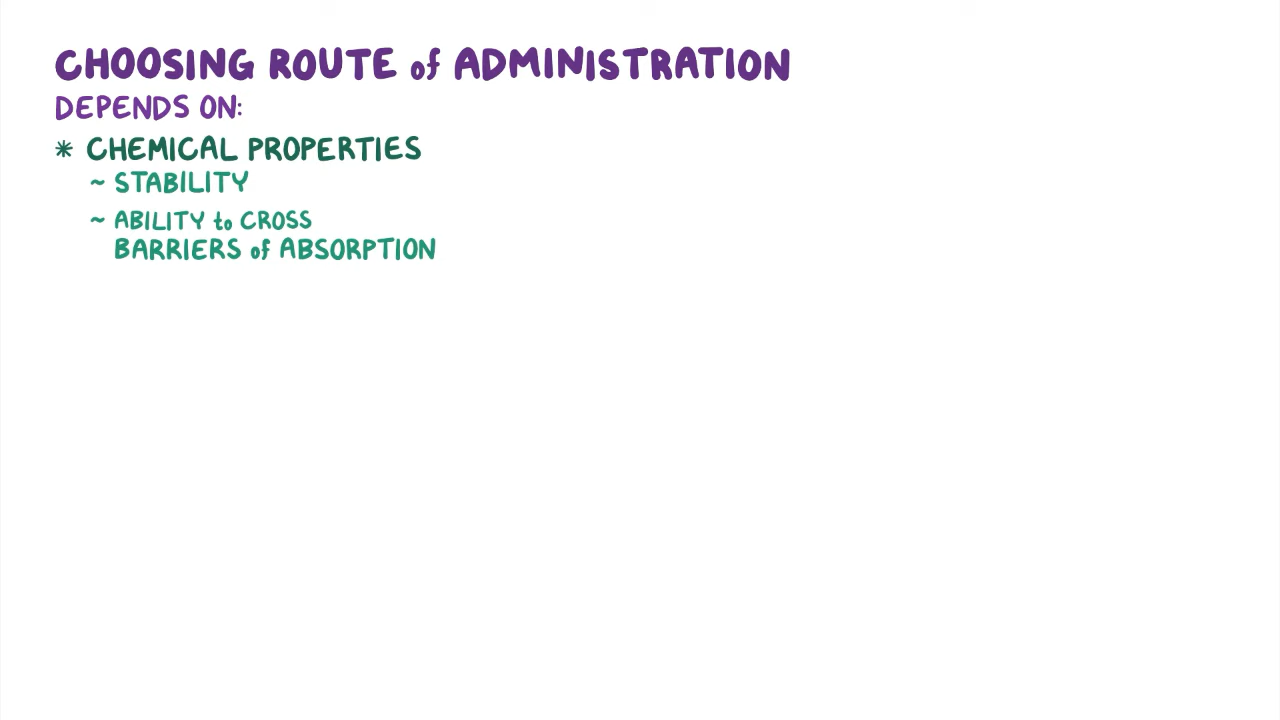 CHOOSING ROUTE of ADMINISTRATION
DEPENDS ON:
* CHEMICAL PROPERTIES
~ STABILITY
~ ABILITY to CROSS
BARRIERS of ABSORPTION